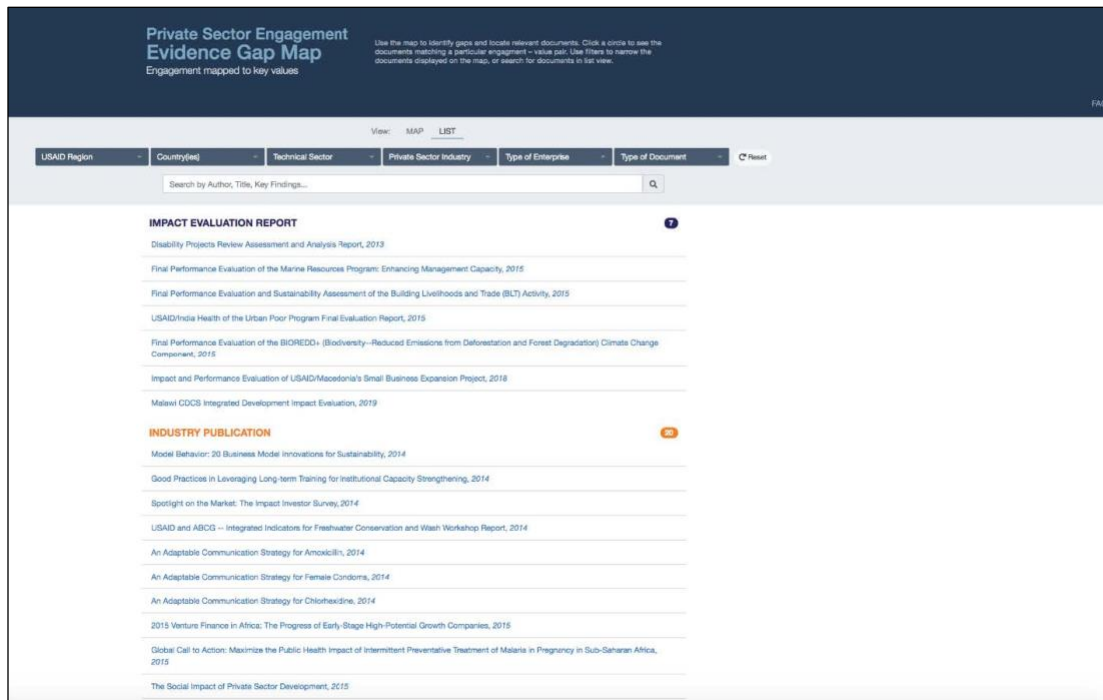 Private Sector Engagement
Evidence Gap Map
Engagement mapped to key values
Use the map to identify gaps and locate relevant documents. Click a circle to see the
documents matching a particular engagment – value pair. Use filters to narrow the
documents displayed on the map, or search for documents in list view.
View: MAP LIST
USAID Region Country(ies) Technical Sector Private Sector Industry Type of Enterprise Type of Document Reset
Search by Author, Title, Key Findings...
IMPACT EVALUATION REPORT 7
Disability Projects Review Assessment and Analysis Report, 2013
Final Performance Evaluation of the Marine Resources Program: Enhancing Management Capacity, 2015
Final Performance Evaluation and Sustainability Assessment of the Building Livelihoods and Trade (BLT) Activity, 2015
USAID/India Health of the Urban Poor Program Final Evaluation Report, 2015
Final Performance Evaluation of the BIOREDD+ (Biodiversity--Reduced Emissions from Deforestation and Forest Degradation) Climate Change
Component, 2015
Impact and Performance Evaluation of USAID/Macedonia's Small Business Expansion Project, 2018
Malawi CDCS Integrated Development Impact Evaluation, 2019
INDUSTRY PUBLICATION
Model Behavior: 20 Business Model Innovations for Sustainability, 2014
Good Practices in Leveraging Long-term Training for Institutional Capacity Strengthening, 2014
Spotlight on the Market: The Impact Investor Survey, 2014
USAID and ABCG -- Integrated Indicators for Freshwater Conservation and Wash Workshop Report, 2014
An Adaptable Communication Strategy for Amoxicillin, 2014
An Adaptable Communication Strategy for Female Condoms, 2014
An Adaptable Communication Strategy for Chlorhexidine, 2014
2015 Venture Finance in Africa: The Progress of Early-Stage High-Potential Growth Companies, 2015
Global Call to Action: Maximize the Public Health Impact of Intermittent Preventative Treatment of Malaria in Pregnancy in Sub-Saharan Africa,
2015
The Social Impact of Private Sector Development, 2015